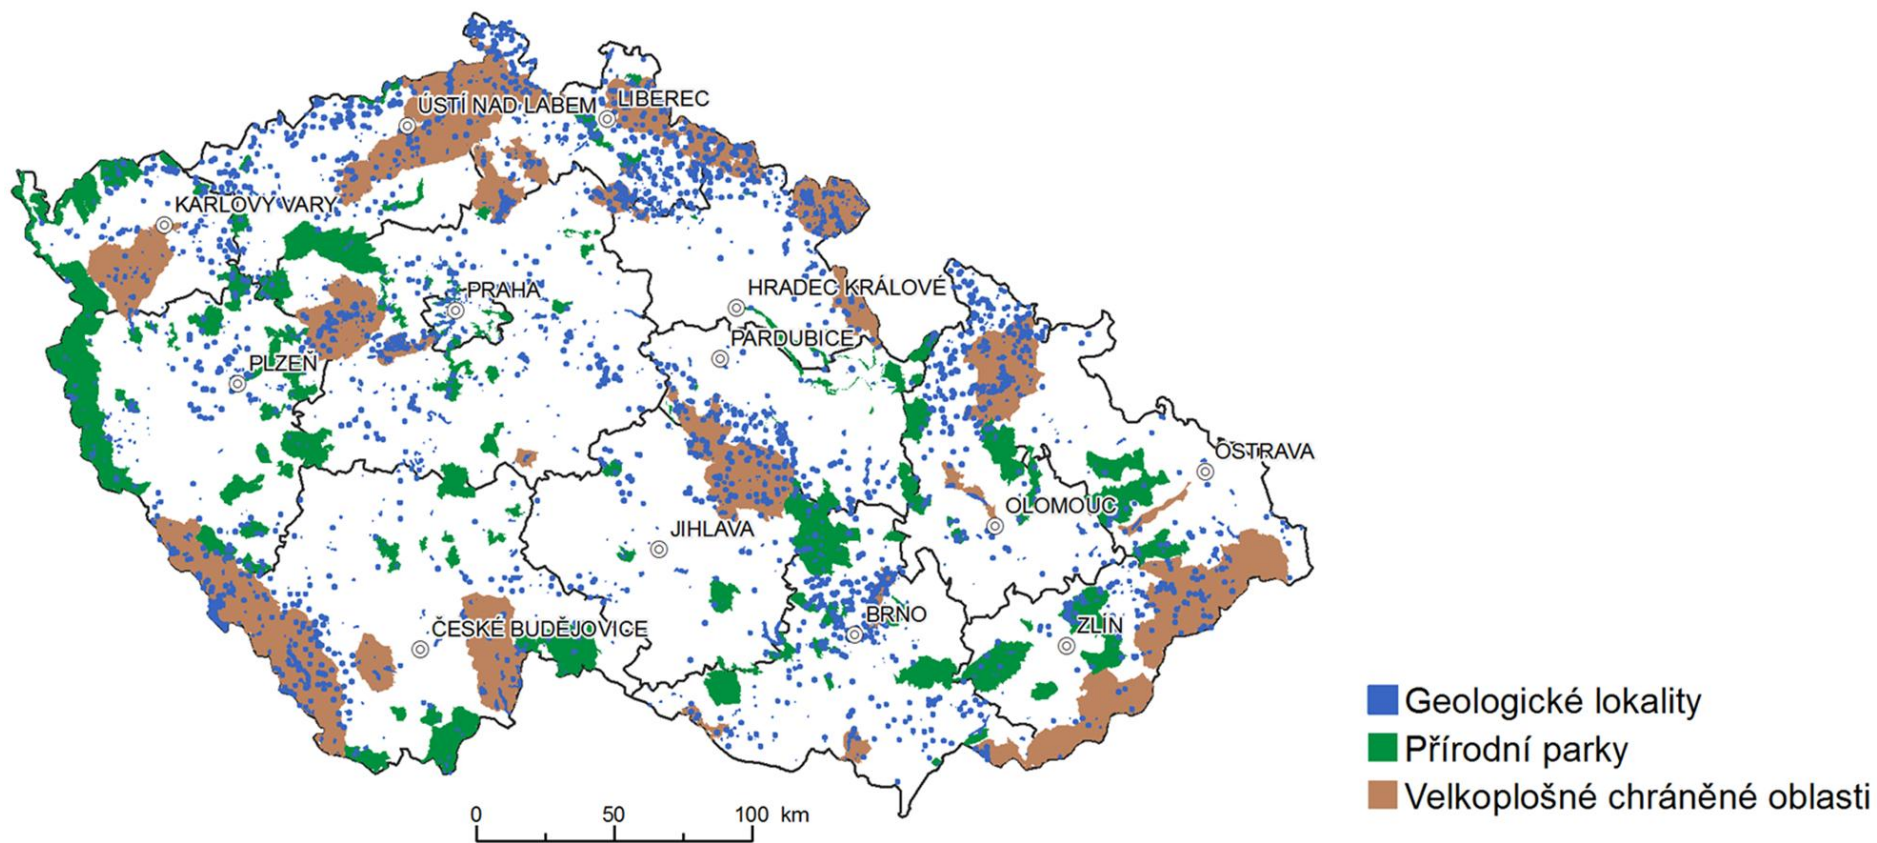 ÚSTÍ NAD LABEM
LIBEREC
KARLOVY VARY
PRAHA
HRADEC KRÁLOVÉ
PARDUBICE
PLZEŇ
OSTRAVA
OLOMOUC
JIHLAVA
BRNO
ČESKÉ BUDĚJOVICE
ZLÍN
Geologické lokality
Přírodní parky
Velkoplošné chráněné oblasti
0 50 100 km